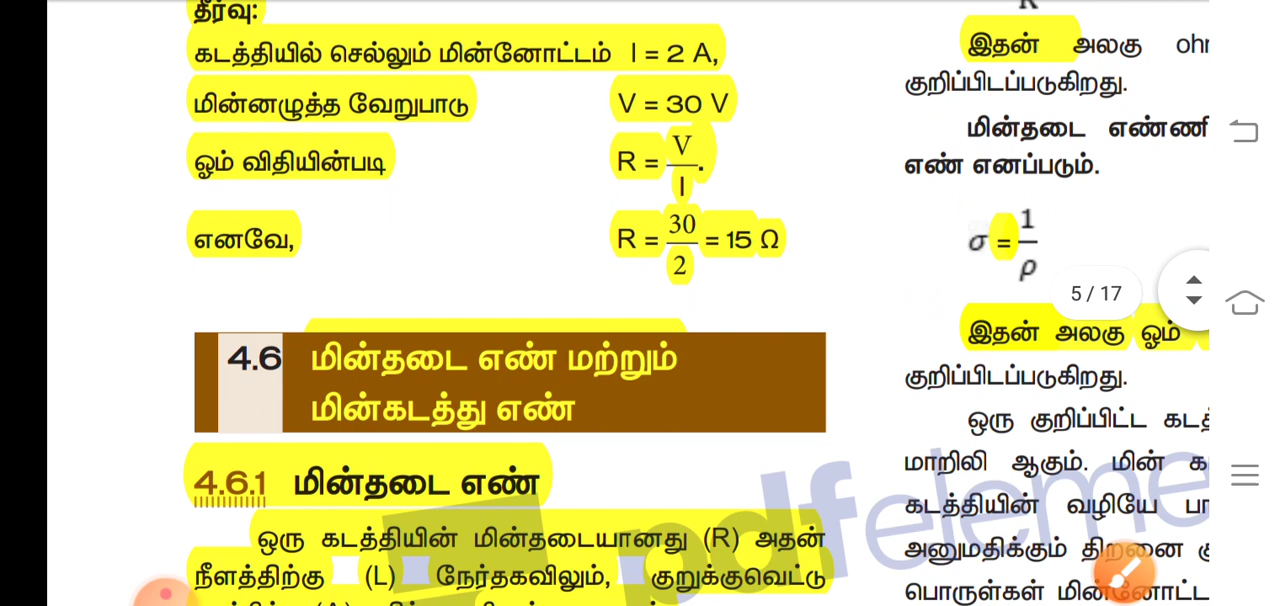 தீர்வு:
கடத்தியில் செல்லும் மின்னோட்டம் I = 2 A,
மின்னழுத்த வேறுபாடு V = 30 V
ஓம் விதியின்படி R = V/I.
எனவே, R = 30/2 = 15 Ω
4.6 மின்தடை எண் மற்றும்
மின்கடத்து எண்
4.6.1 மின்தடை எண்
ஒரு கடத்தியின் மின்தடையானது (R) அதன்
நீளத்திற்கு (L) நேர்தகவிலும், குறுக்குவெட்டு
இதன் அலகு
குறிப்பிடப்படுகிறது.
மின்தடை
எண் எனப்படும்.
σ = 1/ρ
5 / 17
இதன் அலகு ஓம்
குறிப்பிடப்படுகிறது.
ஒரு குறிப்பிட்ட
மாறிலி ஆகும். மின்
கடத்தியின் வழியே
அனுமதிக்கும் திறனை
பொருள்கள்
pdfeleme